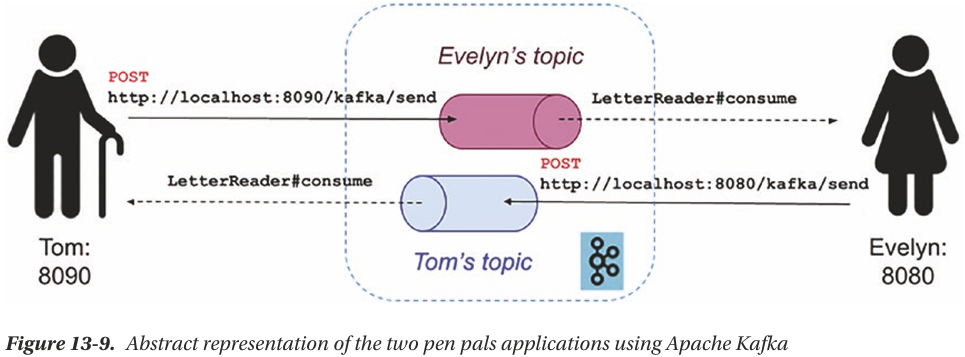 Evelyn's topic
POST
http://localhost:8090/kafka/send
LetterReader#consume
POST
http://localhost:8080/kafka/send
LetterReader#consume
Tom:
8090
Tom's topic
Evelyn:
8080
Figure 13-9. Abstract representation of the two pen pals applications using Apache Kafka